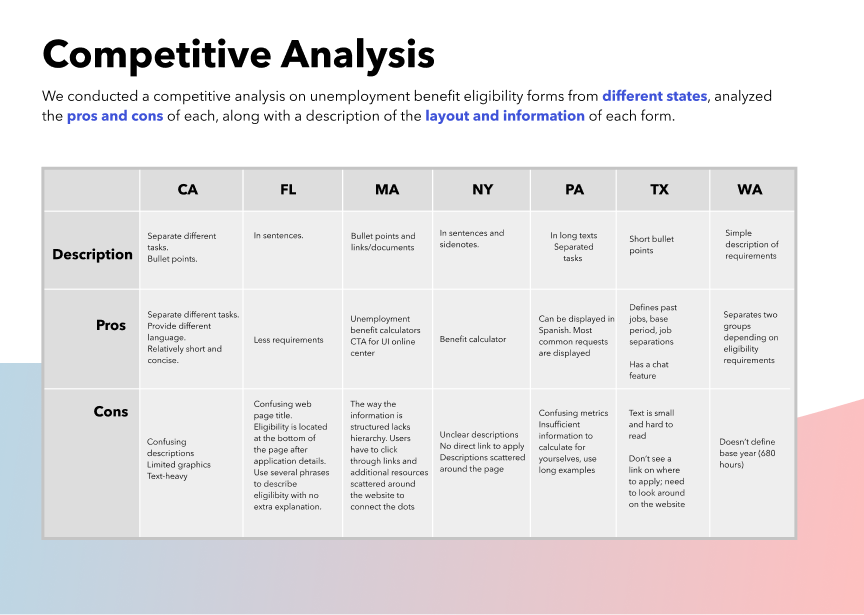 Competitive Analysis
We conducted a competitive analysis on unemployment benefit eligibility forms from different states, analyzed
the pros and cons of each, along with a description of the layout and information of each form.
CA FL MA NY PA TX WA
Description
Separate different
tasks.
Bullet points.
In sentences.
Bullet points and
links/documents
In sentences and
sidenotes.
In long texts
Separated
tasks
Short bullet
points
Simple
description of
requirements
Pros
Separate different tasks.
Provide different
language.
Relatively short and
concise.
Less requirements
Unemployment
benefit calculators
CTA for UI online
center
Benefit calculator
Can be displayed in
Spanish. Most
common requests
are displayed
Defines past
jobs, base
period, job
separations
Has a chat
feature
Separates two
groups
depending on
eligibility
requirements
Cons
Confusing
descriptions
Limited graphics
Text-heavy
Confusing web
page title.
Eligibility is located
at the bottom of
the page after
application details.
Use several phrases
to describe
eligilibity with no
extra explanation.
The way the
information is
structured lacks
hierarchy. Users
have to click
through links and
additional resources
scattered around
the website to
connect the dots
Unclear descriptions
No direct link to apply
Descriptions scattered
around the page
Confusing metrics
Insufficient
information to
calculate for
yourselves, use
long examples
Text is small
and hard to
read
Don't see a
link on where
to apply; need
to look around
on the website
Doesn't define
base year (680
hours)